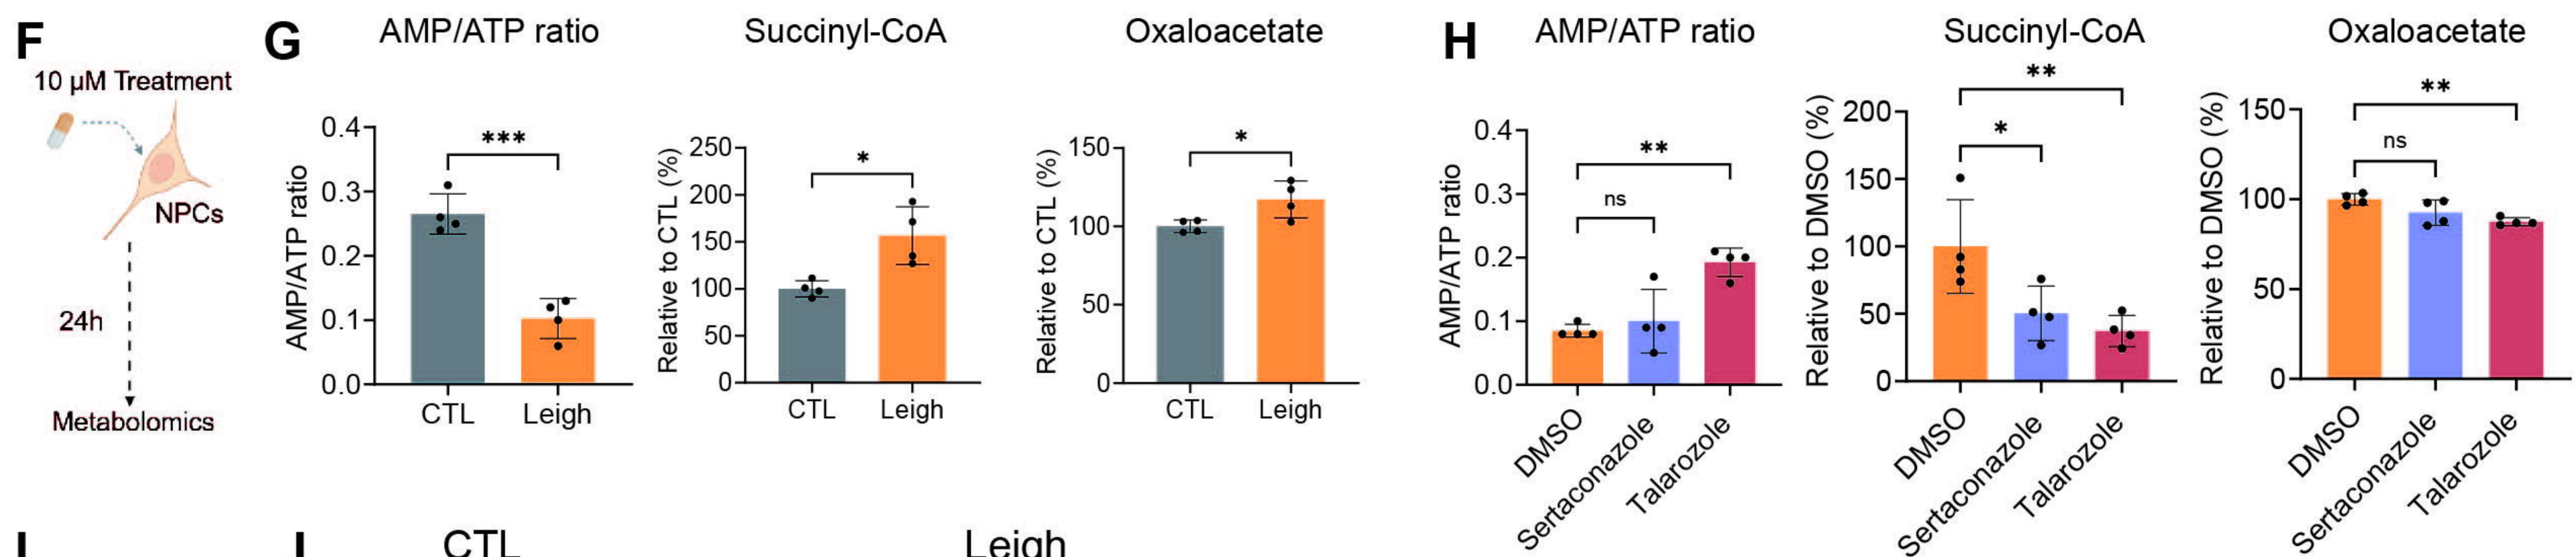 F
10 µM Treatment
NPCs
24h
Metabolomics
G
AMP/ATP ratio
AMP/ATP ratio
0.4
0.3
0.2
0.1
0.0
***
CTL
Leigh
Succinyl-CoA
Relative to CTL (%)
250
200
150
100
50
0
*
CTL
Leigh
Oxaloacetate
Relative to CTL (%)
150
100
50
0
*
CTL
Leigh
H
AMP/ATP ratio
AMP/ATP ratio
0.4
0.3
0.2
0.1
0.0
**
ns
DMSO
Sertaconazole
Talarozole
Succinyl-CoA
Relative to DMSO (%)
200
150
100
50
0
**
*
DMSO
Sertaconazole
Talarozole
Oxaloacetate
Relative to DMSO (%)
150
100
50
0
**
ns
DMSO
Sertaconazole
Talarozole
CTL
Leigh